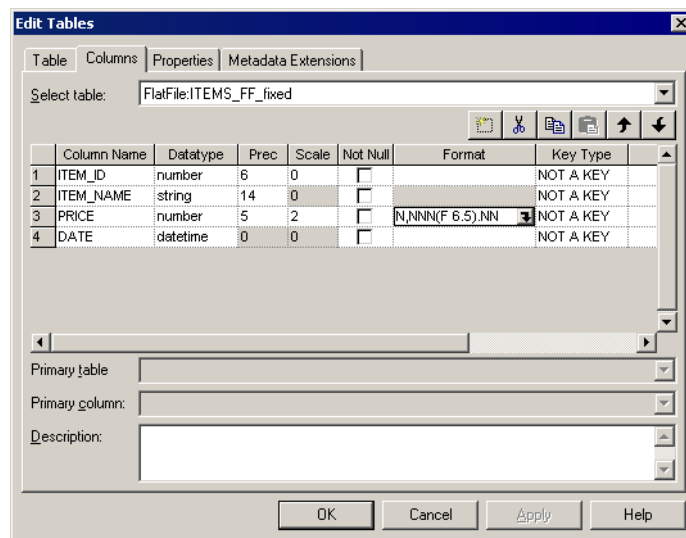 Edit Tables
Table Columns Properties Metadata Extensions
Select table: FlatFile:ITEMS_FF_fixed
Column Name Datatype Prec Scale Not Null Format Key Type
1 ITEM_ID number 6 0 NOT A KEY
2 ITEM_NAME string 14 0 NOT A KEY
3 PRICE number 5 2 N,NNN(F 6.5).NN NOT A KEY
4 DATE datetime 0 0 NOT A KEY
Primary table
Primary column:
Description:
OK Cancel Apply Help